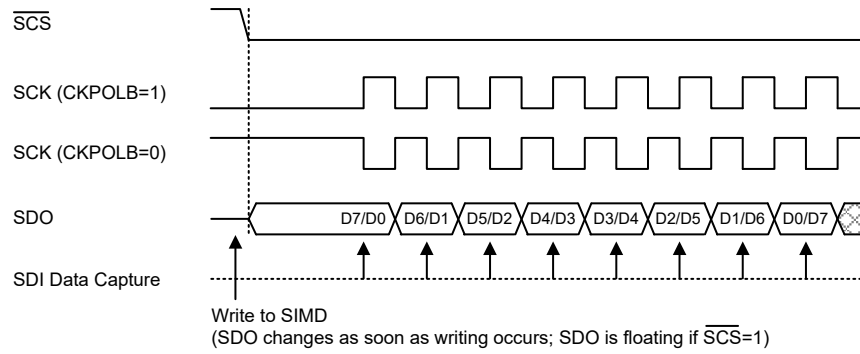 SCS
SCK (CKPOLB=1)
SCK (CKPOLB=0)
SDO
D7/D0 D6/D1 D5/D2 D4/D3 D3/D4 D2/D5 D1/D6 D0/D7
SDI Data Capture
Write to SIMD
(SDO changes as soon as writing occurs; SDO is floating if SCS=1)